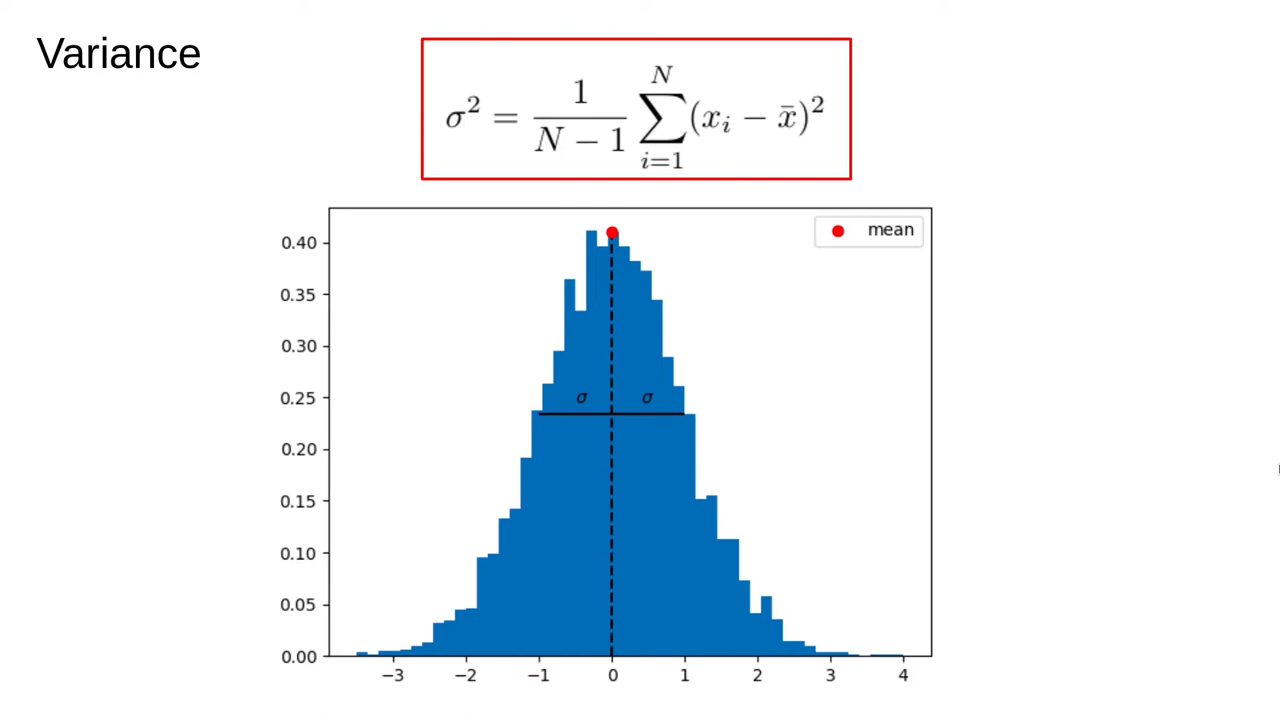 Variance
σ² = 1/(N − 1) ∑_{i=1}^{N} (x_i − x̄)²
mean
0.40
0.35
0.30
0.25
σ σ
0.20
0.15
0.10
0.05
0.00
−3 −2 −1 0 1 2 3 4